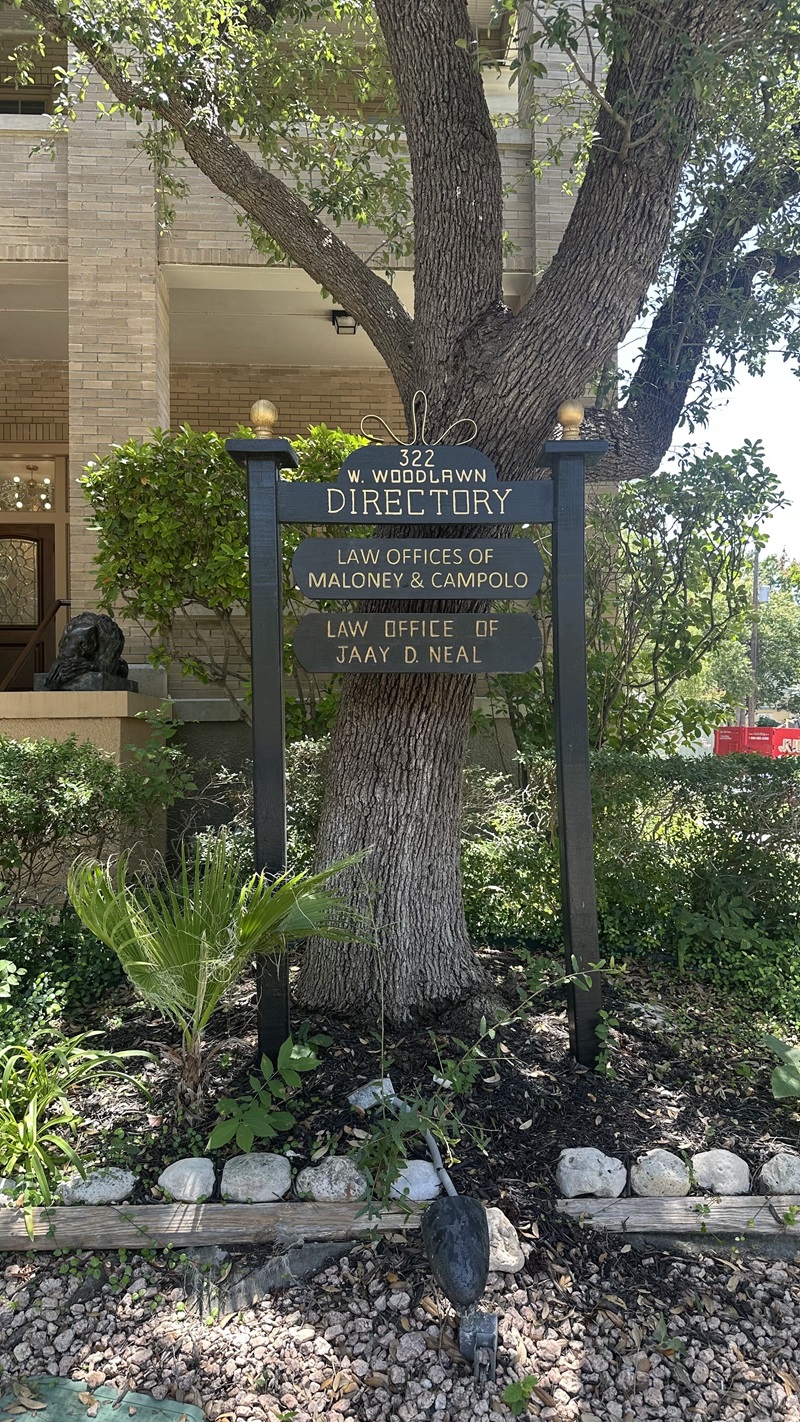 322
W. WOODLAWN
DIRECTORY
LAW OFFICES OF
MALONEY & CAMPOLO
LAW OFFICE OF
JAAY D. NEAL